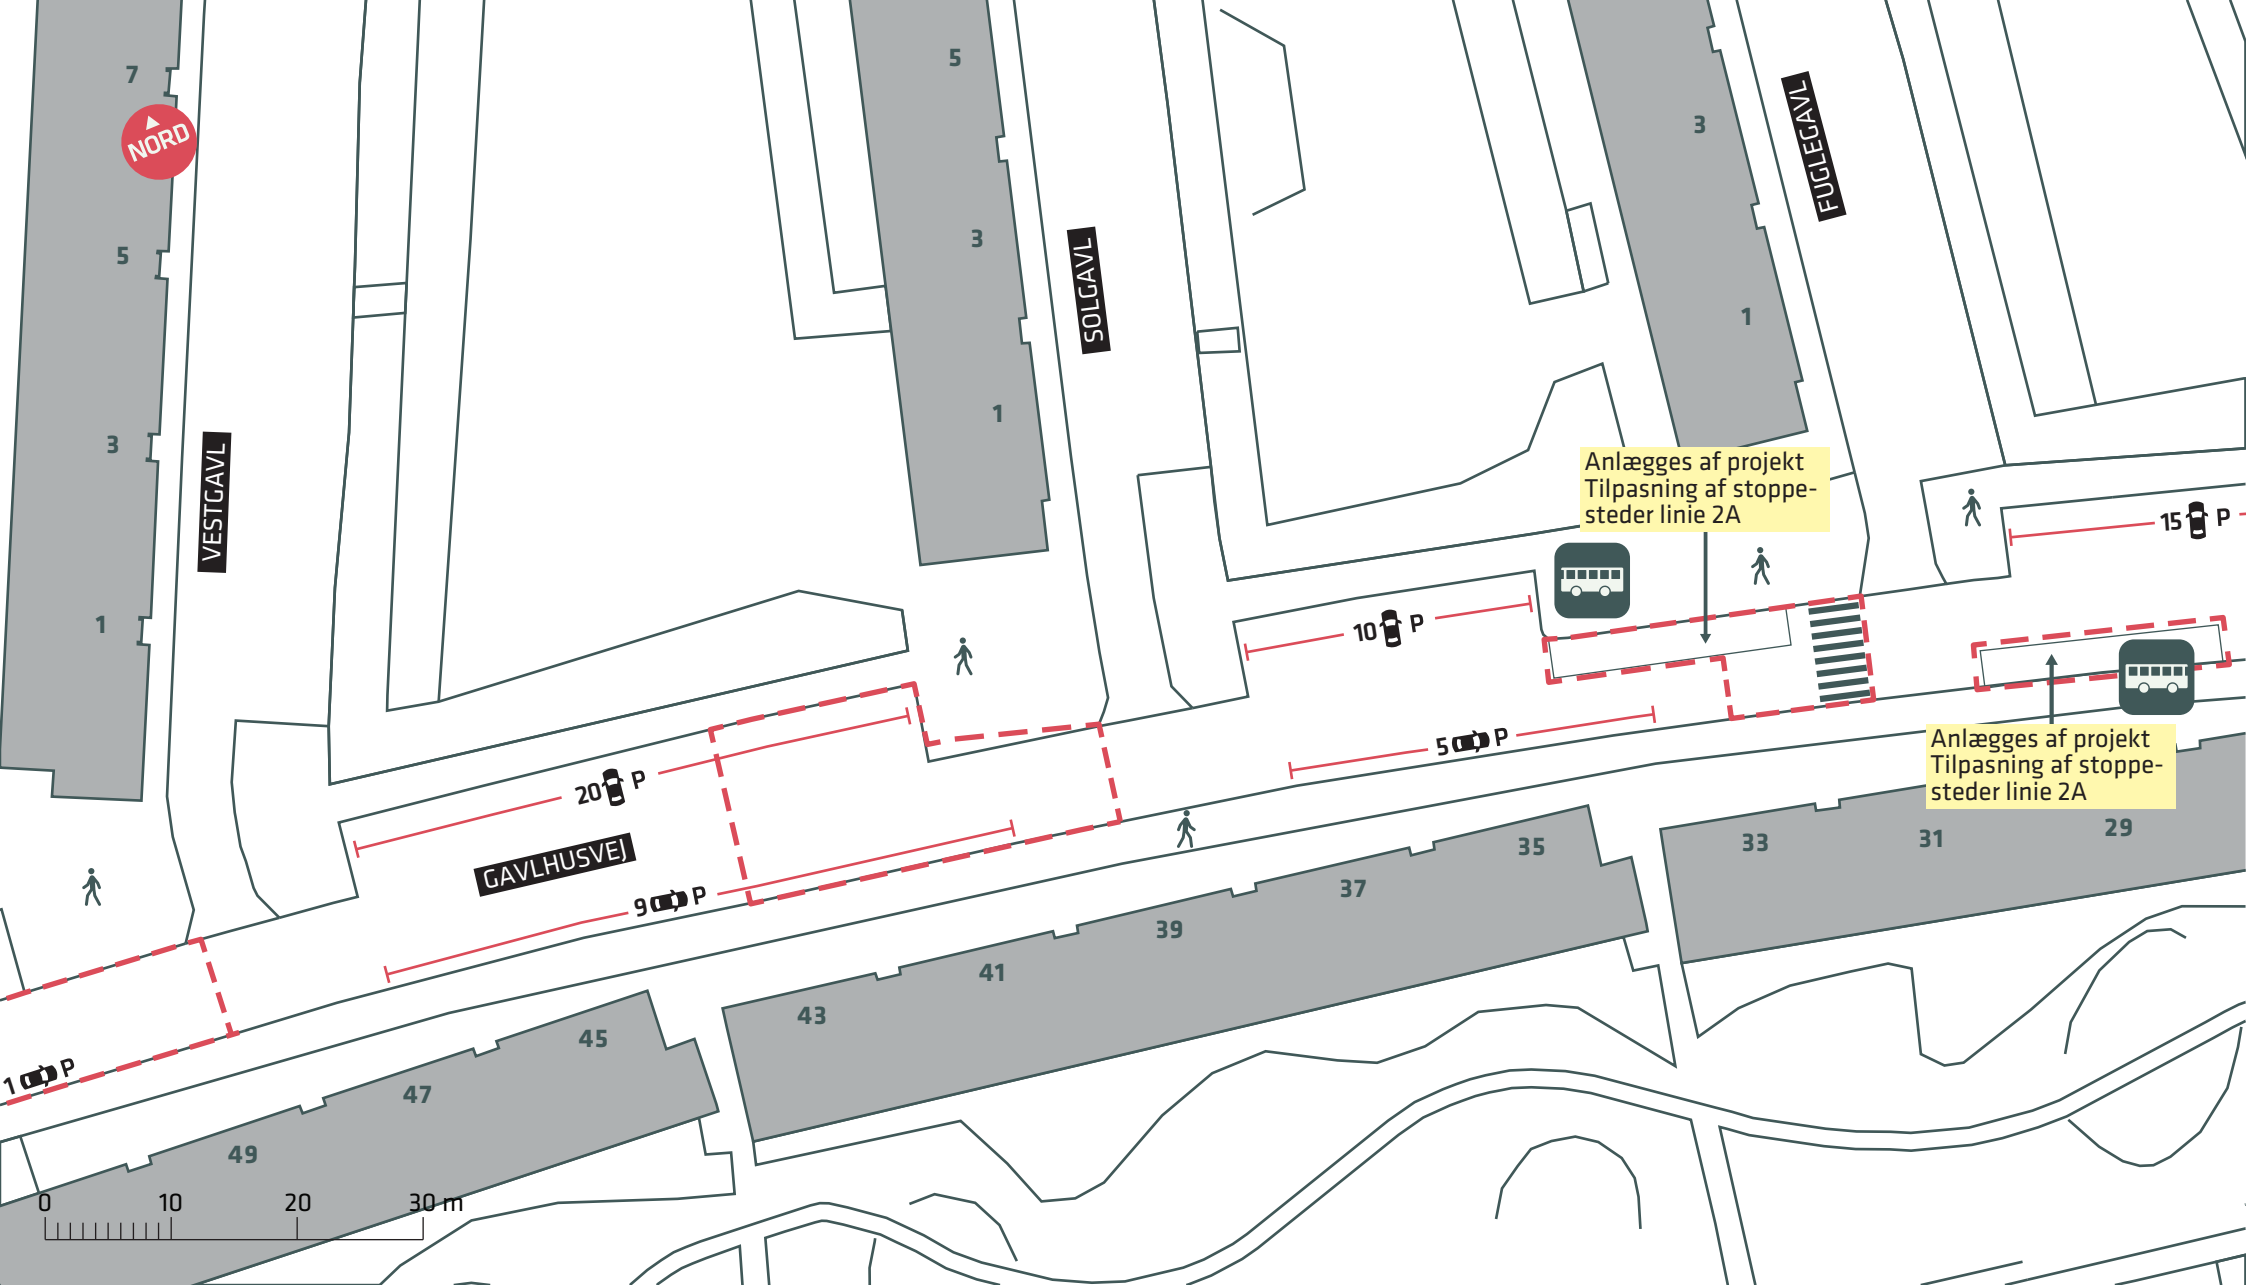 7
NORD
5
3
1
VESTGAVL
5
3
1
SOLGAVL
3
1
FUGLEGAVL
Anlægges af projekt
Tilpasning af stoppe-
steder linie 2A
15 P
10 P
5 P
20 P
9 P
GAVLHUSVEJ
Anlægges af projekt
Tilpasning af stoppe-
steder linie 2A
1 P
49
47
45
43
41
39
37
35
33
31
29
0 10 20 30 m